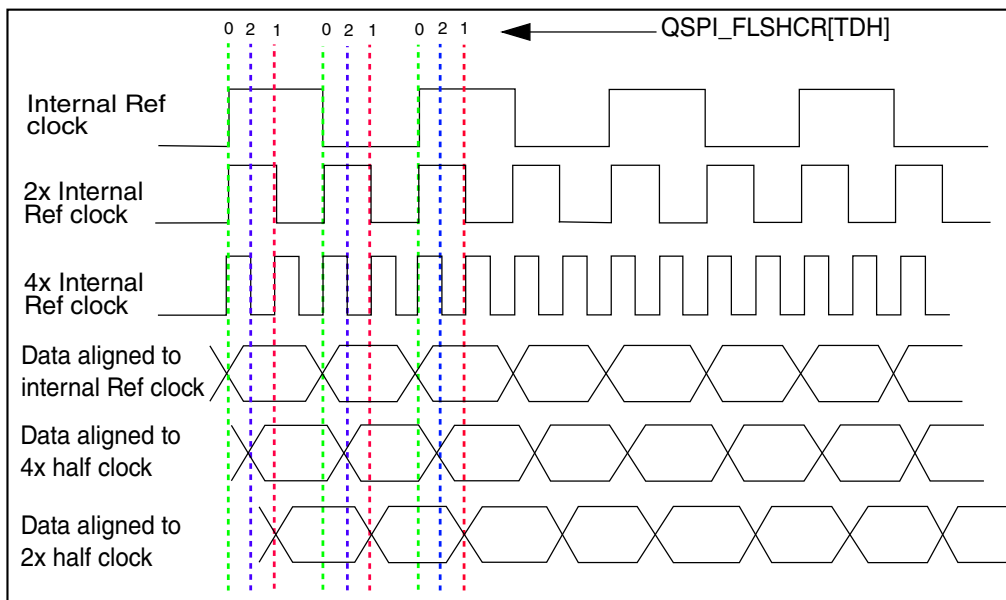 0 2 1 0 2 1 0 2 1 QSPI_FLSHCR[TDH]
Internal Ref
clock
2x Internal
Ref clock
4x Internal
Ref clock
Data aligned to
internal Ref clock
Data aligned to
4x half clock
Data aligned to
2x half clock